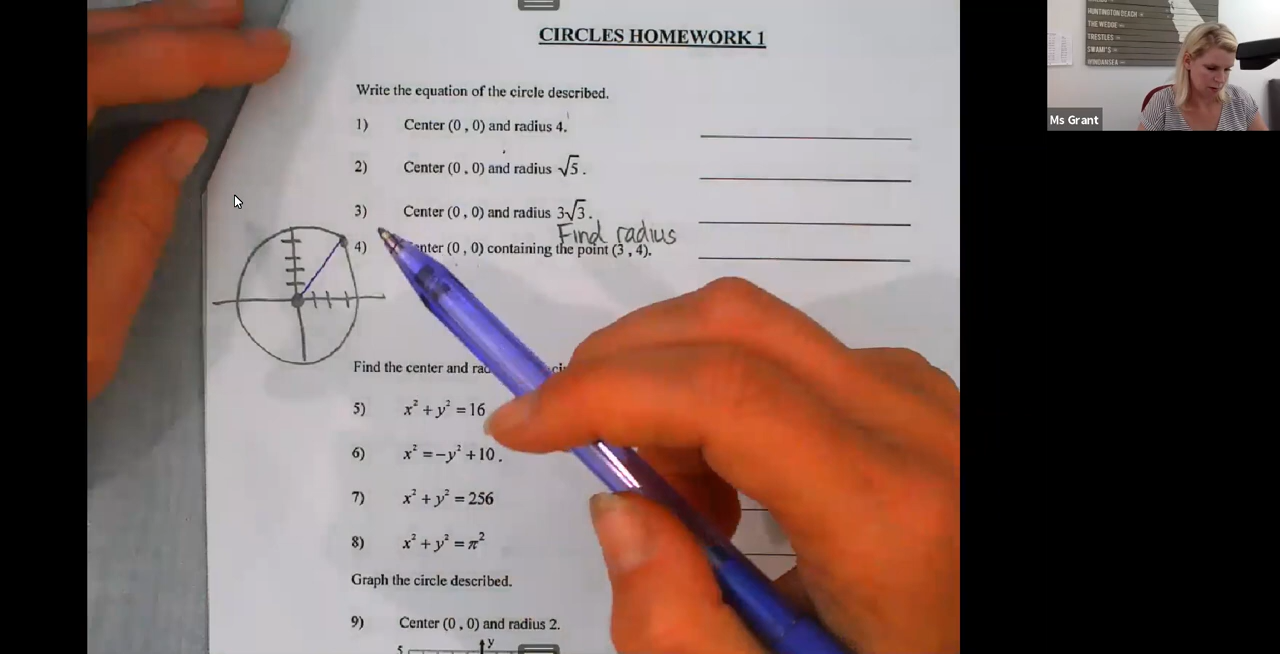 HUNTINGTON BEACH
THE WEDGE
TRESTLES
SWAMI'S
WINDANSEA
Ms Grant
CIRCLES HOMEWORK 1
Write the equation of the circle described.
1) Center (0 , 0) and radius 4.
2) Center (0 , 0) and radius √5 .
3) Center (0 , 0) and radius 3√3 .
Find radius
4) (0 , 0) containing the point (3 , 4).
Find the center and
5) x² + y² = 16
6) x² = −y² + 10 .
7) x² + y² = 256
8) x² + y² = π²
Graph the circle described.
9) Center (0 , 0) and radius 2.
5
y